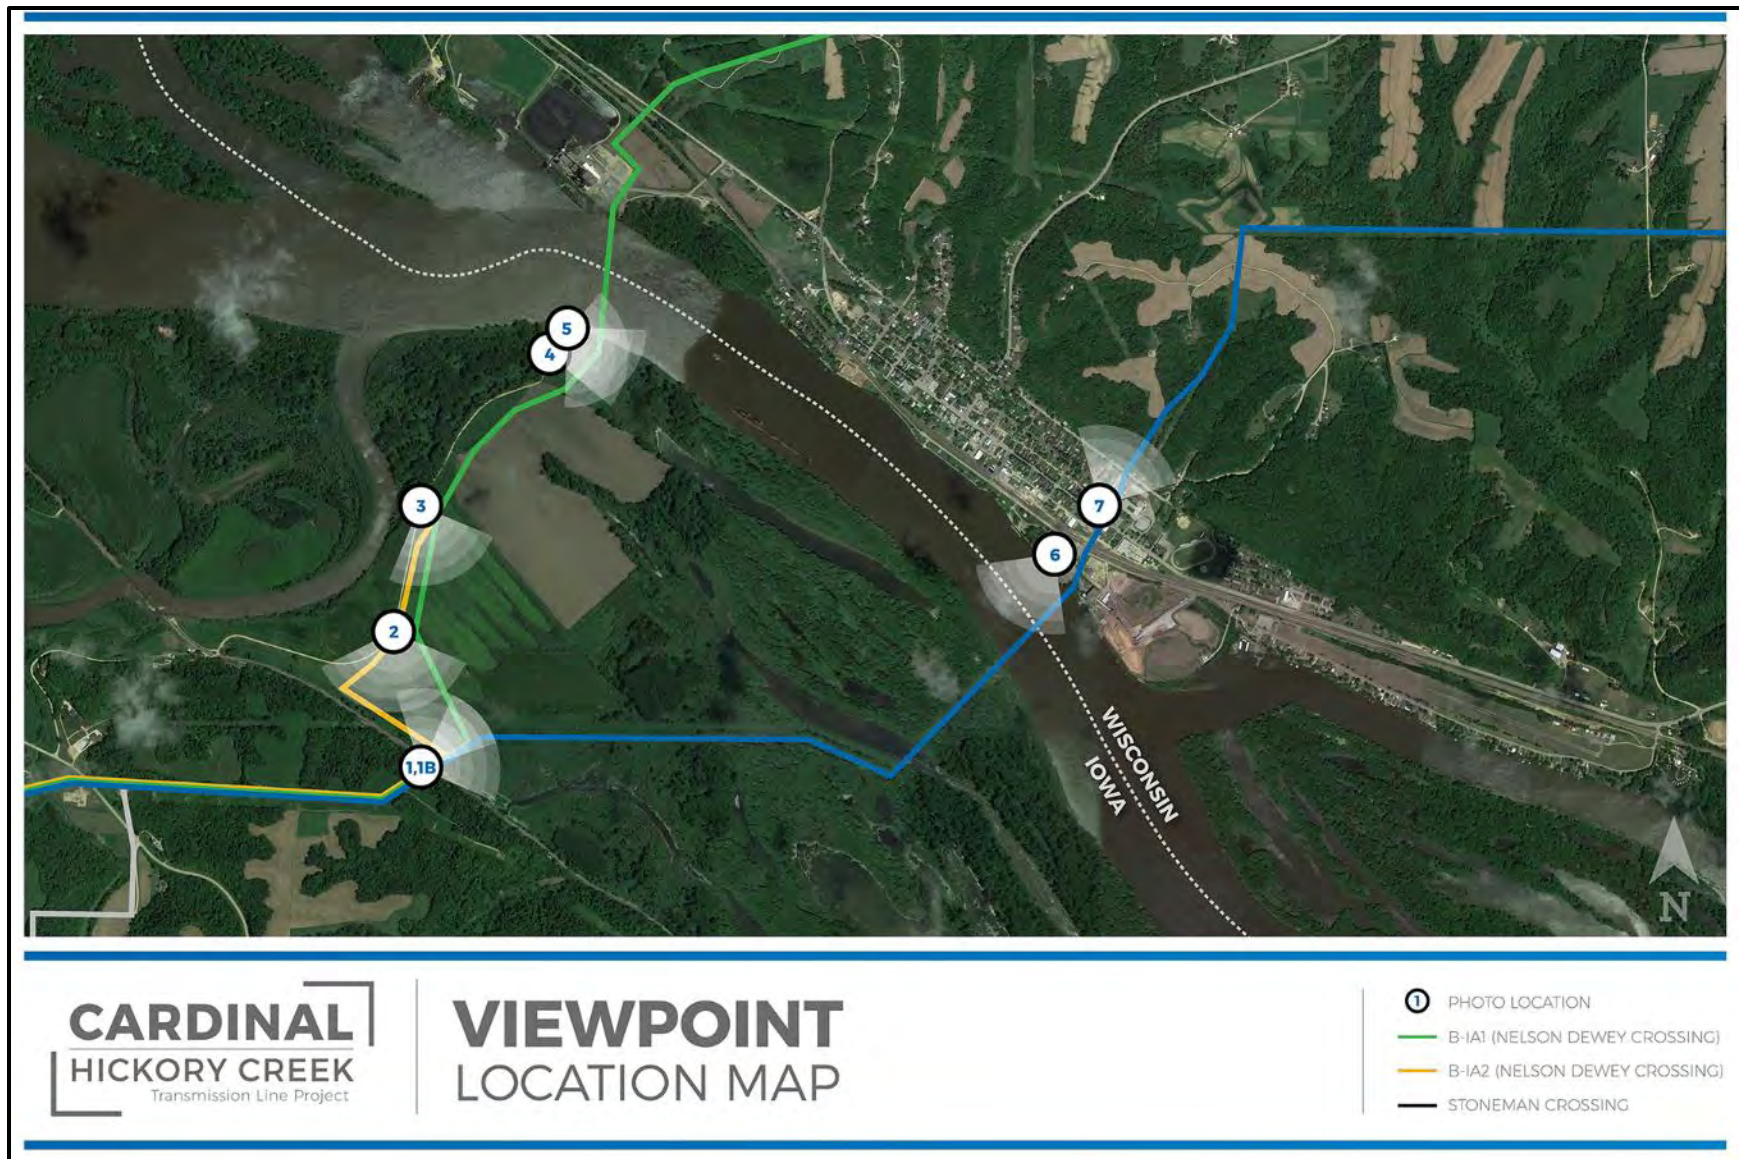 5
4
3
7
6
2
1,1B
WISCONSIN
IOWA
N
CARDINAL
HICKORY CREEK
Transmission Line Project
VIEWPOINT
LOCATION MAP
1 PHOTO LOCATION
B-IA1 (NELSON DEWEY CROSSING)
B-IA2 (NELSON DEWEY CROSSING)
STONEMAN CROSSING